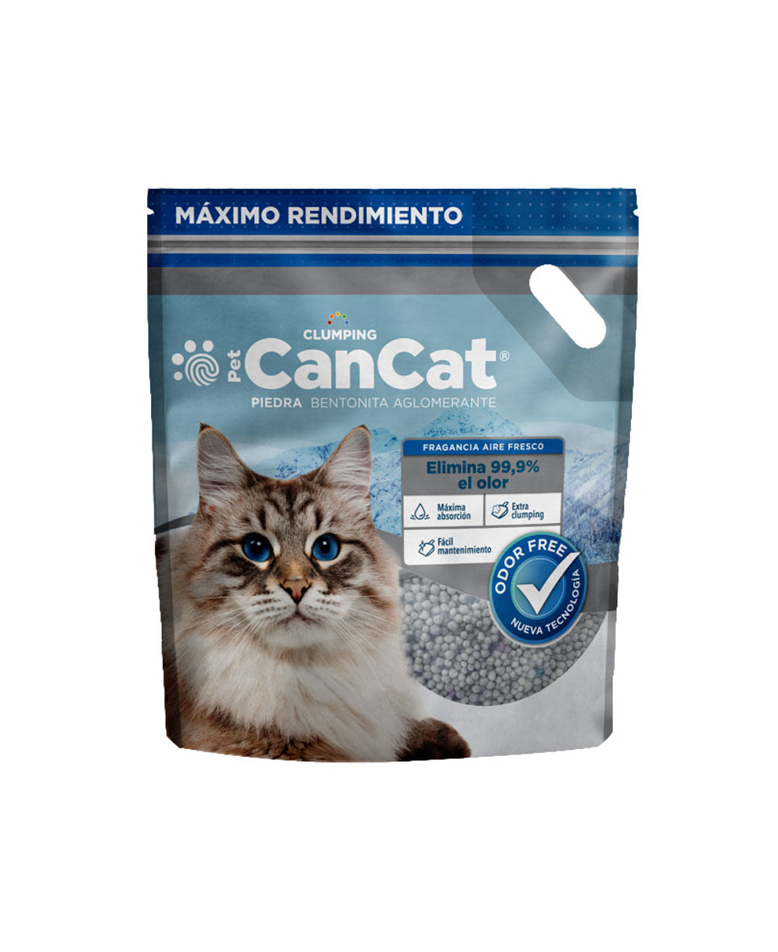 MÁXIMO RENDIMIENTO
CLUMPING
Pet
CanCat®
PIEDRA BENTONITA AGLOMERANTE
FRAGANCIA AIRE FRESCO
Elimina 99,9%
el olor
Máxima
absorción
Extra
clumping
Fácil
mantenimiento
ODOR FREE
NUEVA TECNOLOGÍA